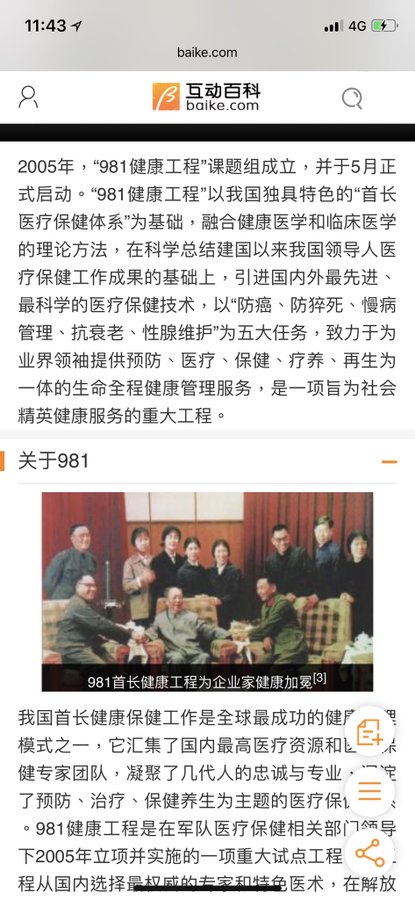 11:43
4G
baike.com
互动百科
baike.com
2005年，“981健康工程”课题组成立，并于5月正
式启动。“981健康工程”以我国独具特色的“首长
医疗保健体系”为基础，融合健康医学和临床医学
的理论方法，在科学总结建国以来我国领导人医
疗保健工作成果的基础上，引进国内外最先进、
最科学的医疗保健技术，以“防癌、防猝死、慢病
管理、抗衰老、性腺维护”为五大任务，致力于为
业界领袖提供预防、医疗、保健、疗养、再生为
一体的生命全程健康管理服务，是一项旨为社会
精英健康服务的重大工程。
关于981
981首长健康工程为企业家健康加冕[3]
我国首长健康保健工作是全球最成功的健康
模式之一，它汇集了国内最高医疗资源和
健专家团队，凝聚了几代人的忠诚与专业，
了预防、治疗、保健养生为主题的医疗保
。981健康工程是在军队医疗保健相关部门领导
下2005年立项并实施的一项重大试点工程
程从国内选择最权威的专家和特色医术，在解放